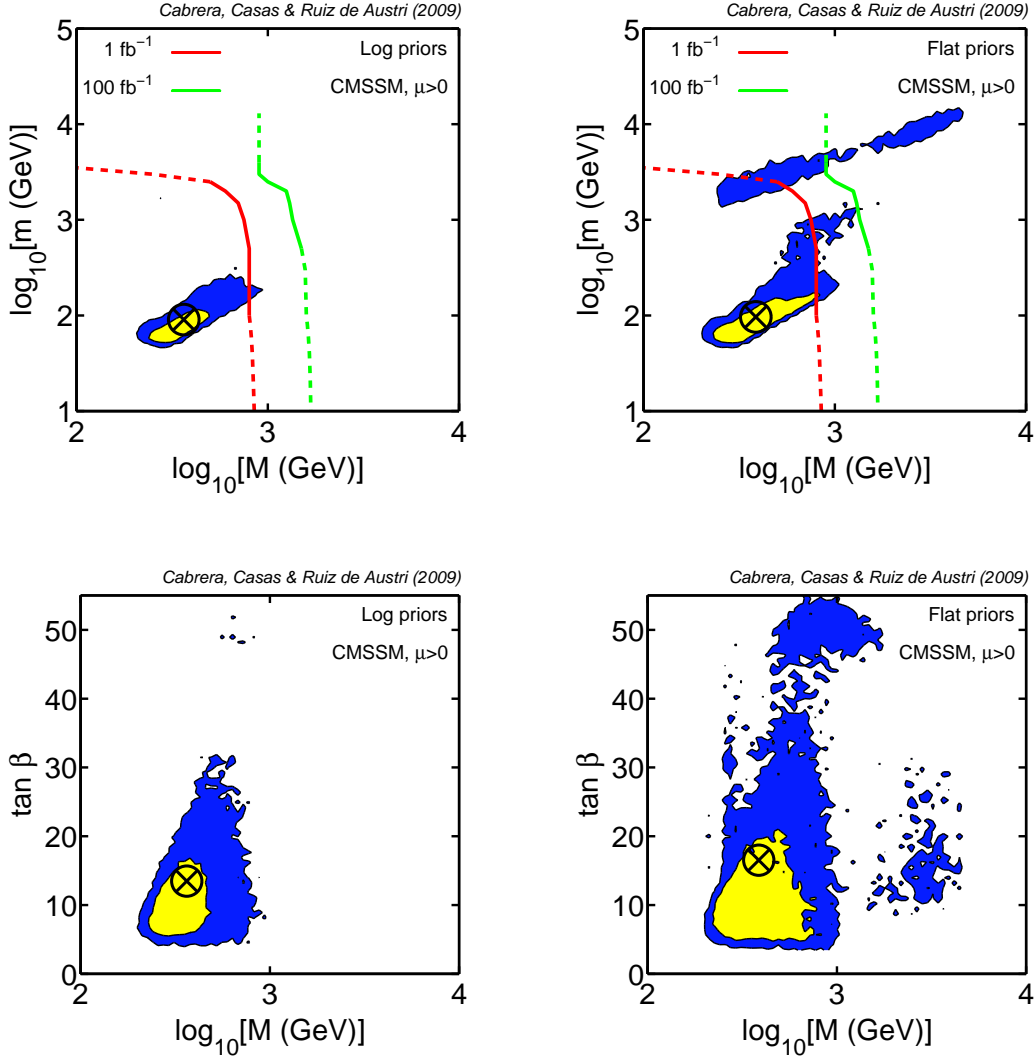 Cabrera, Casas & Ruiz de Austri (2009)
1 fb⁻¹
Log priors
100 fb⁻¹
CMSSM, μ>0
5
4
3
2
1
log₁₀[m (GeV)]
2
3
4
log₁₀[M (GeV)]
Cabrera, Casas & Ruiz de Austri (2009)
1 fb⁻¹
Flat priors
100 fb⁻¹
CMSSM, μ>0
5
4
3
2
1
log₁₀[m (GeV)]
2
3
4
log₁₀[M (GeV)]
Cabrera, Casas & Ruiz de Austri (2009)
Log priors
CMSSM, μ>0
50
40
30
20
10
0
tan β
2
3
4
log₁₀[M (GeV)]
Cabrera, Casas & Ruiz de Austri (2009)
Flat priors
CMSSM, μ>0
50
40
30
20
10
0
tan β
2
3
4
log₁₀[M (GeV)]